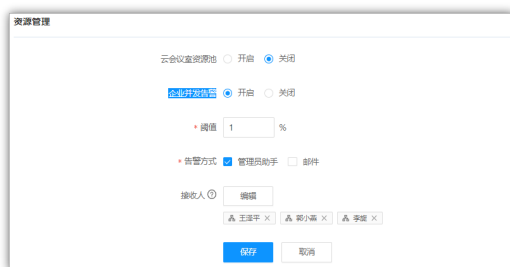 资源管理
云会议室资源池 开启 关闭
企业并发告警 开启 关闭
* 阈值 1 %
* 告警方式 管理员助手 邮件
接收人 ? 编辑
王泽平 × 郭小燕 × 李妮 ×
保存 取消